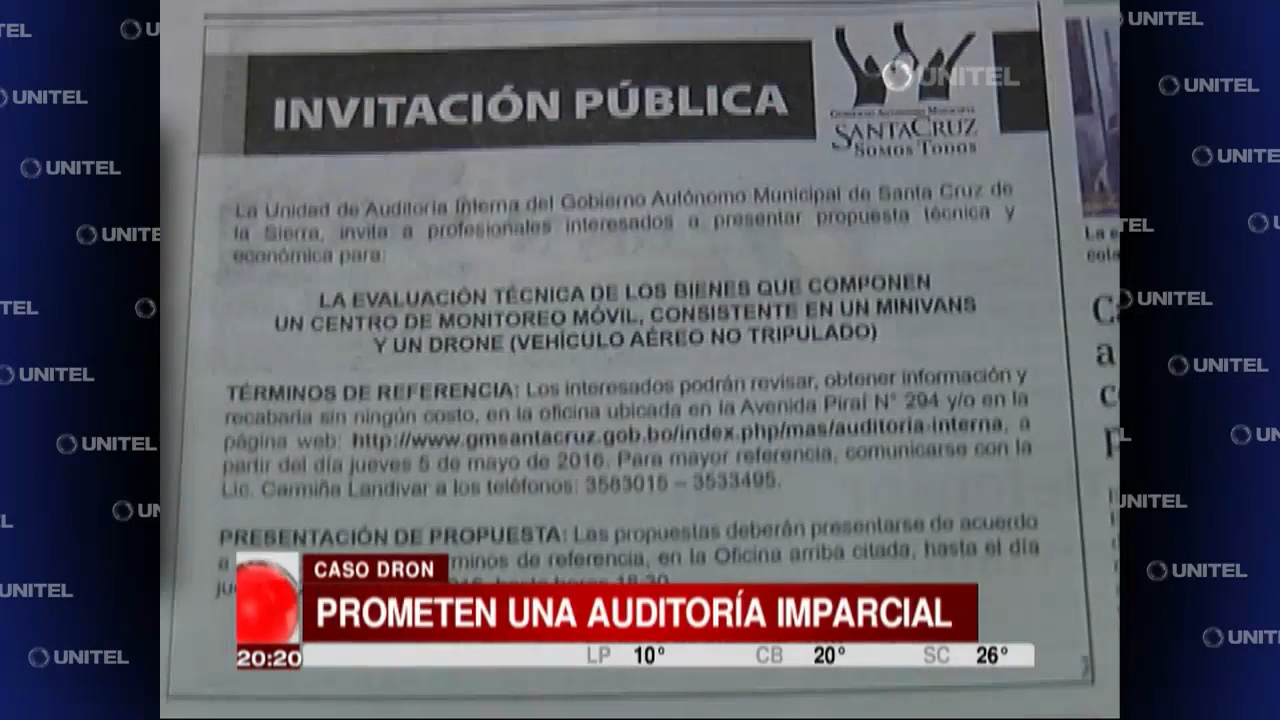 INVITACIÓN PÚBLICA
UNITEL
GOBIERNO AUTÓNOMO MUNICIPAL
SANTACRUZ
SOMOS TODOS
La Unidad de Auditoría Interna del Gobierno Autónomo Municipal de Santa Cruz de
la Sierra, invita a profesionales interesados a presentar propuesta técnica y
económica para:
LA EVALUACIÓN TÉCNICA DE LOS BIENES QUE COMPONEN
UN CENTRO DE MONITOREO MÓVIL, CONSISTENTE EN UN MINIVANS
Y UN DRONE (VEHÍCULO AÉREO NO TRIPULADO)
TÉRMINOS DE REFERENCIA: Los interesados podrán revisar, obtener información y
recabarla sin ningún costo, en la oficina ubicada en la Avenida Piraí N° 294 y/o en la
página web: http://www.gmsantacruz.gob.bo/index.php/mas/auditoria-interna, a
partir del día jueves 5 de mayo de 2016. Para mayor referencia, comunicarse con la
Lic. Carmiña Landivar a los teléfonos: 3563015 – 3533495.
PRESENTACIÓN DE PROPUESTA: Las propuestas deberán presentarse de acuerdo
a minos de referencia, en la Oficina arriba citada, hasta el día
CASO DRON
PROMETEN UNA AUDITORÍA IMPARCIAL
20:20 LP 10° CB 20° SC 26°